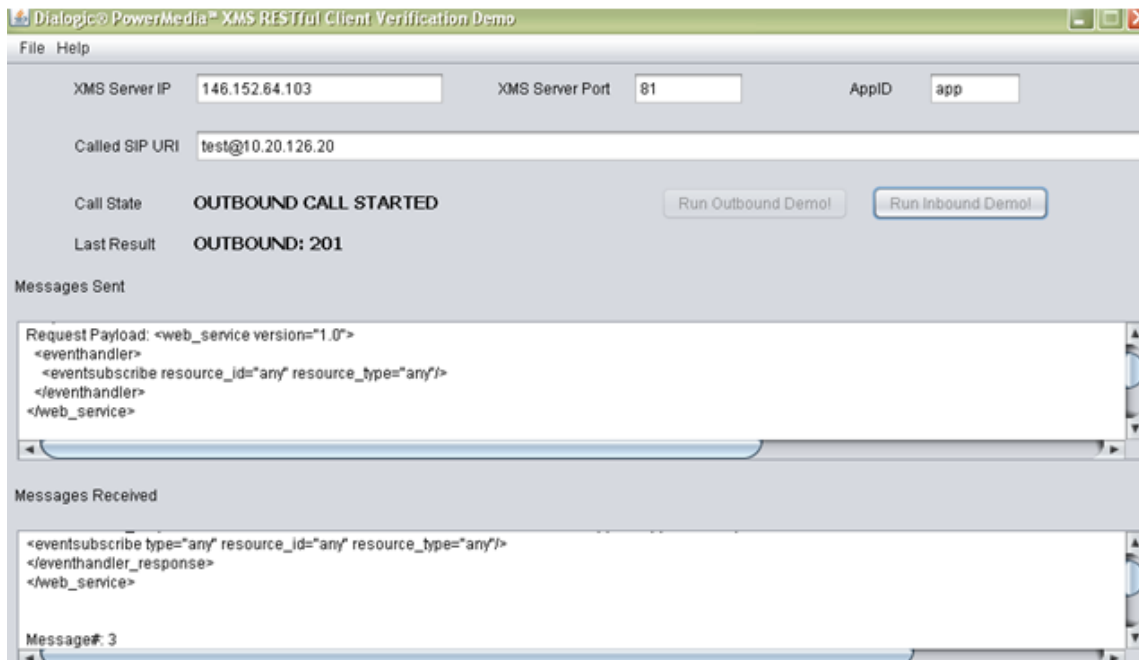 Dialogic® PowerMedia™ XMS RESTful Client Verification Demo
File Help
XMS Server IP 146.152.64.103 XMS Server Port 81 AppID app
Called SIP URI test@10.20.126.20
Call State OUTBOUND CALL STARTED Run Outbound Demo! Run Inbound Demo!
Last Result OUTBOUND: 201
Messages Sent
Request Payload: <web_service version="1.0">
<eventhandler>
<eventsubscribe resource_id="any" resource_type="any"/>
</eventhandler>
</web_service>
Messages Received
<eventsubscribe type="any" resource_id="any" resource_type="any"/>
</eventhandler_response>
</web_service>
Message#: 3